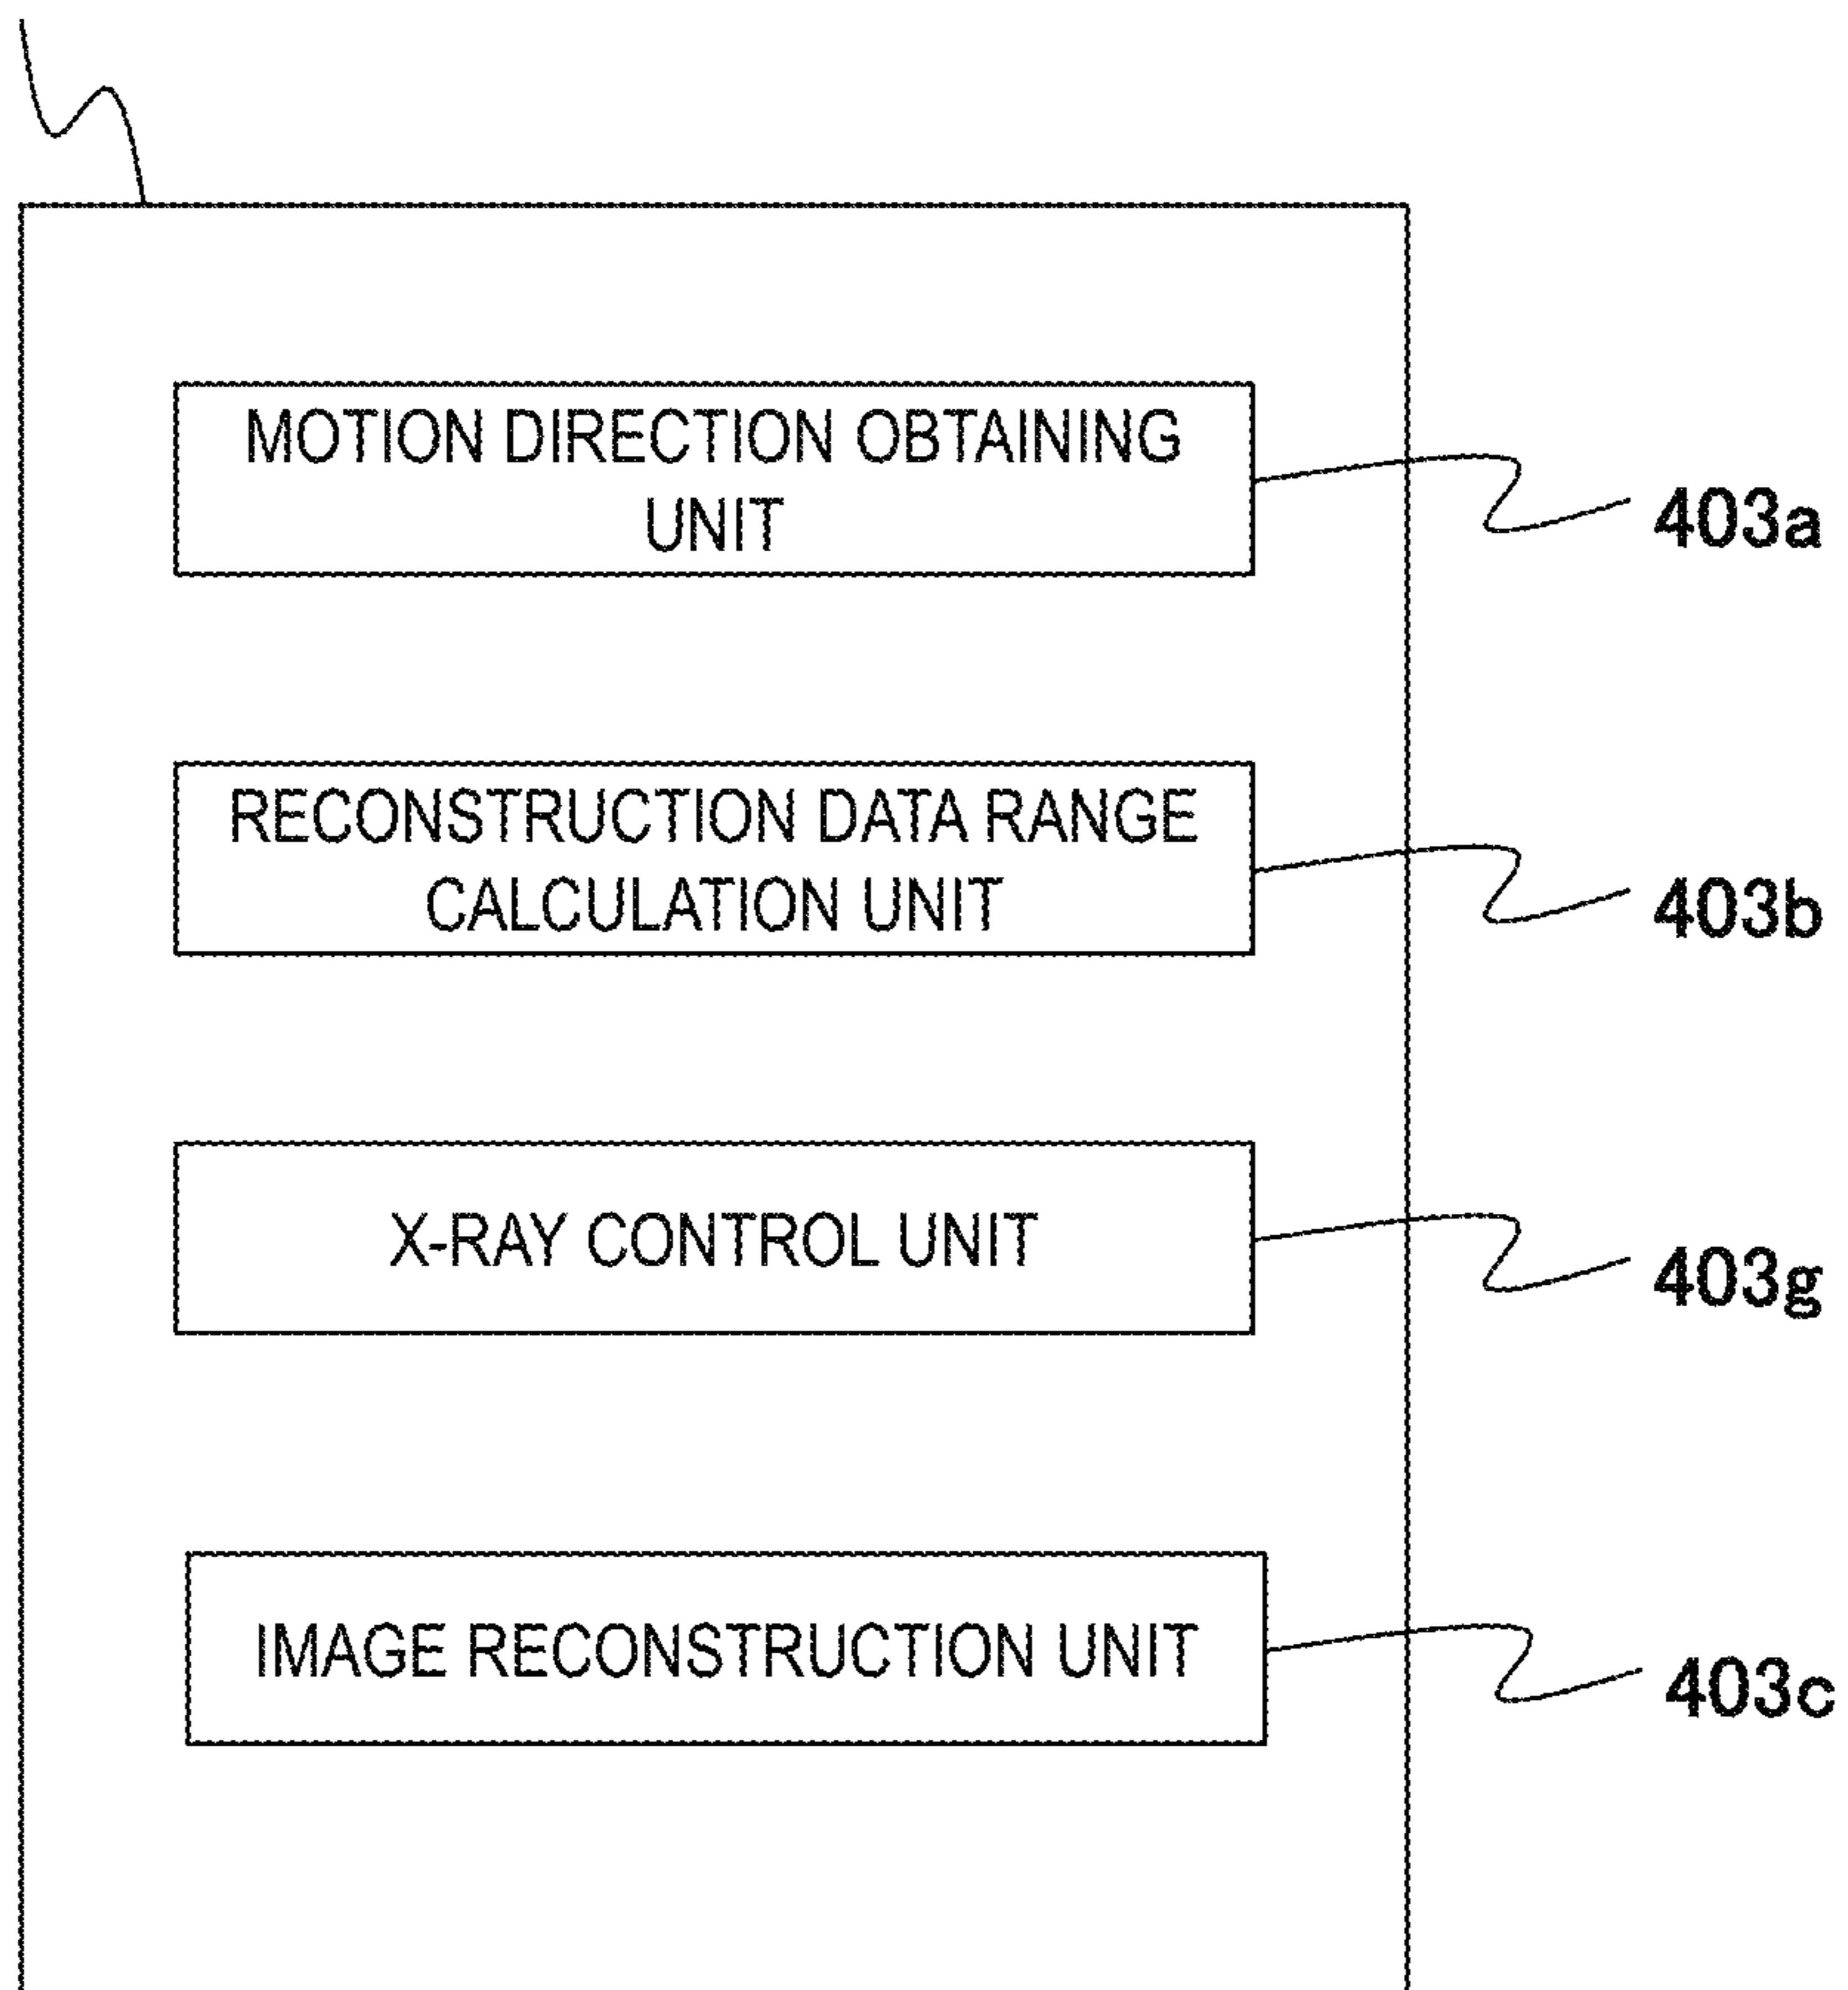 MOTION DIRECTION OBTAINING
UNIT
403a
RECONSTRUCTION DATA RANGE
CALCULATION UNIT
403b
X-RAY CONTROL UNIT
403g
IMAGE RECONSTRUCTION UNIT
403c